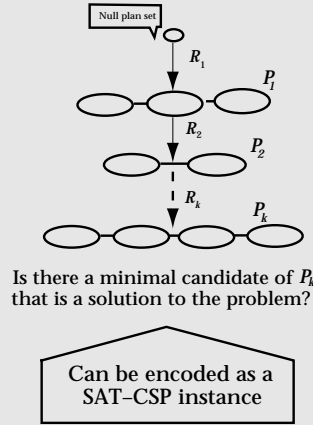 Null plan set
R1
P1
R2
P2
Rk
Pk
Is there a minimal candidate of Pk
that is a solution to the problem?
Can be encoded as a
SAT–CSP instance